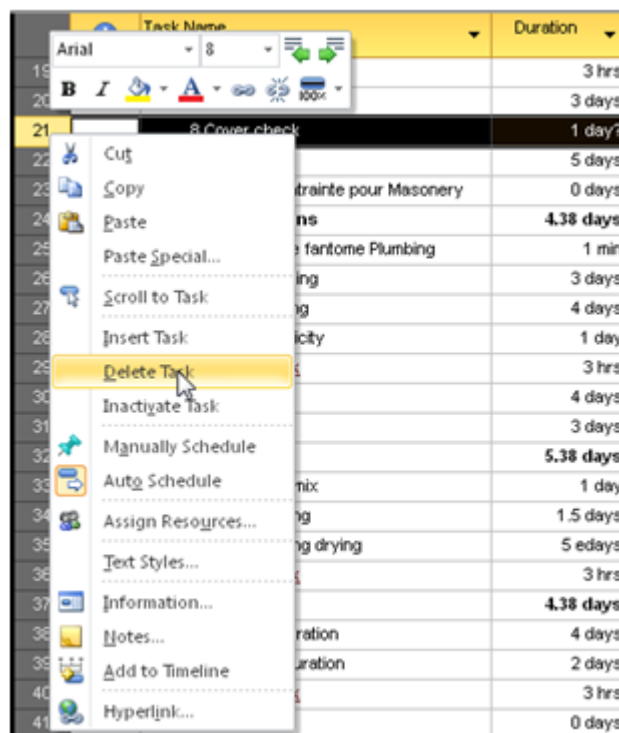 Task Name Duration
Arial 8
B I A 100%
19 3 hrs
20 3 days
21 8.Cover check 1 day?
22 Cut 5 days
23 Copy trainte pour Masonery 0 days
24 Paste ns 4.38 days
25 Paste Special... fantome Plumbing 1 min
26 Scroll to Task ing 3 days
27 ng 4 days
28 Insert Task icity 1 day
29 Delete Task 3 hrs
30 Inactivate Task 4 days
31 3 days
32 Manually Schedule 5.38 days
33 Auto Schedule mix 1 day
34 Assign Resources... ng 1.5 days
35 Text Styles... ng drying 5 edays
36 3 hrs
37 Information... 4.38 days
38 Notes... ration 4 days
39 Add to Timeline uration 2 days
40 3 hrs
41 Hyperlink... 0 days